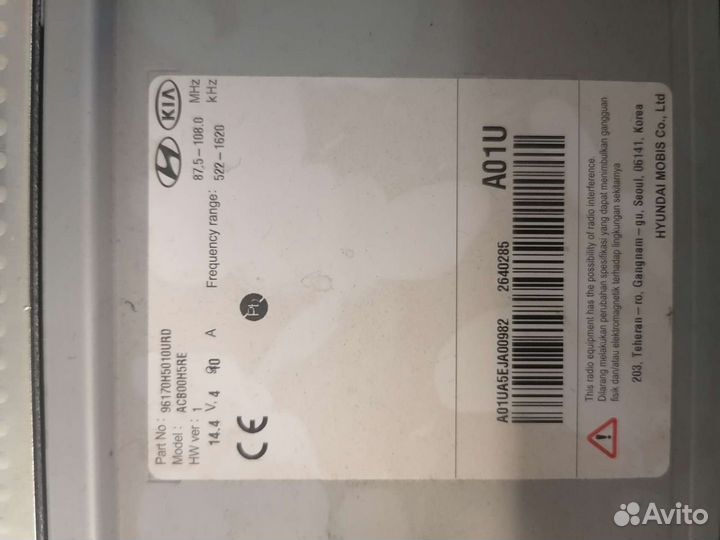 KIA
Part No : 96170H5010URD
Model : ACB00H5RE
HW ver : 1
14.4 V, 4 Ω 10 A
Frequency range: 87,5-108.0 MHz
522-1620 kHz
Pb
CE
A01UA5EJA00982 2640285 A01U
This radio equipment has the possibility of radio interference.
Dilarang melakukan perubahan spesifikasi yang dapat menimbulkan gangguan
fisik dan/atau elektromagnetik terhadap lingkungan sekitarnya
203, Teheran-ro, Gangnam-gu, Seoul, 06141, Korea
HYUNDAI MOBIS Co., Ltd
Avito